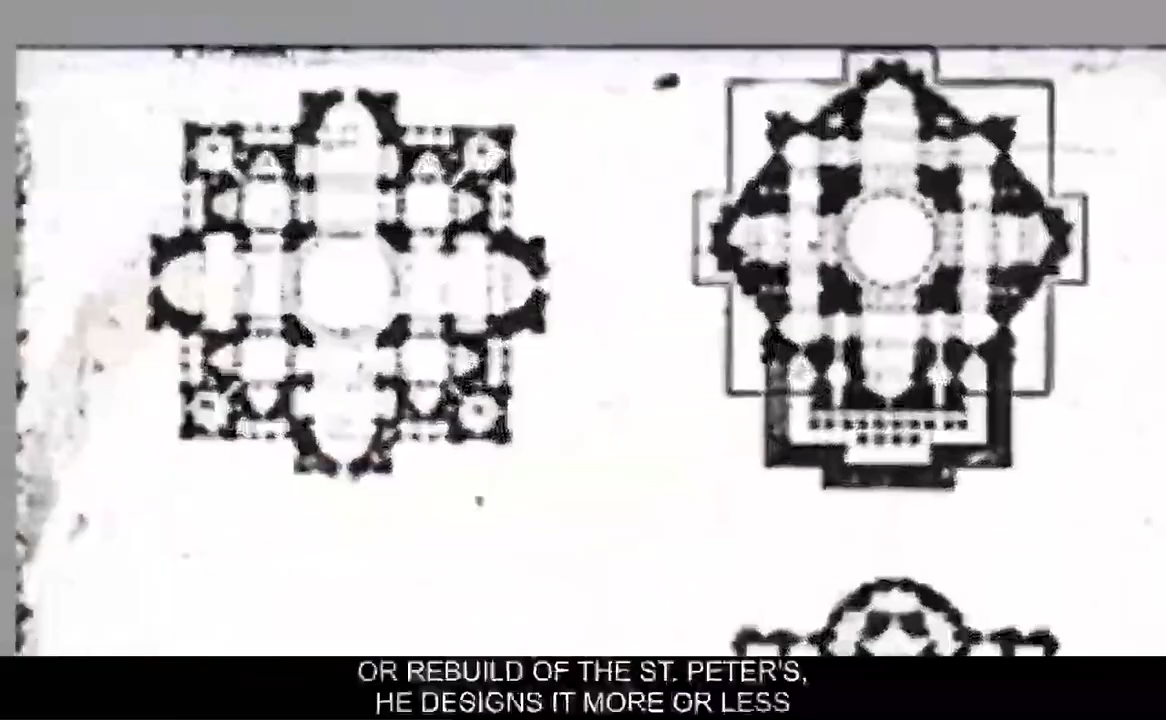 OR REBUILD OF THE ST. PETER'S,
HE DESIGNS IT MORE OR LESS